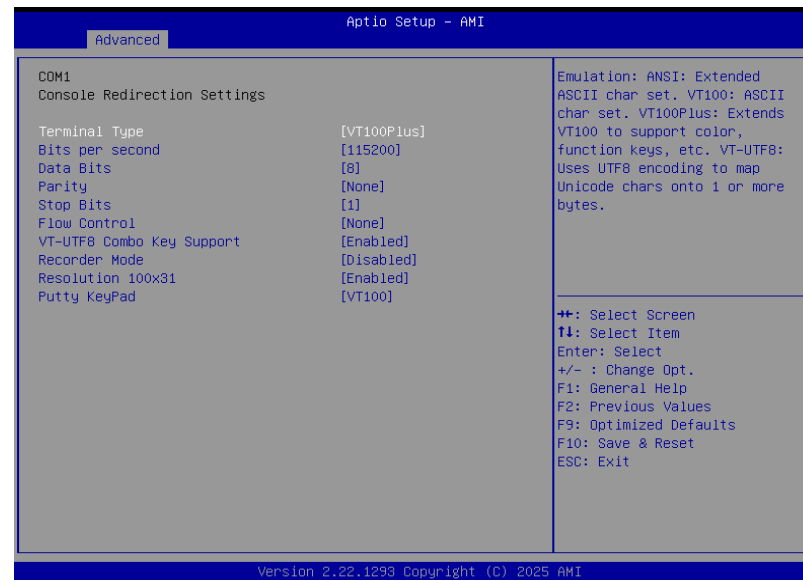 Aptio Setup - AMI
Advanced
COM1
Console Redirection Settings
Terminal Type [VT100Plus]
Bits per second [115200]
Data Bits [8]
Parity [None]
Stop Bits [1]
Flow Control [None]
VT-UTF8 Combo Key Support [Enabled]
Recorder Mode [Disabled]
Resolution 100x31 [Enabled]
Putty KeyPad [VT100]
Emulation: ANSI: Extended
ASCII char set. VT100: ASCII
char set. VT100Plus: Extends
VT100 to support color,
function keys, etc. VT-UTF8:
Uses UTF8 encoding to map
Unicode chars onto 1 or more
bytes.
→←: Select Screen
↑↓: Select Item
Enter: Select
+/- : Change Opt.
F1: General Help
F2: Previous Values
F9: Optimized Defaults
F10: Save & Reset
ESC: Exit
Version 2.22.1293 Copyright (C) 2025 AMI